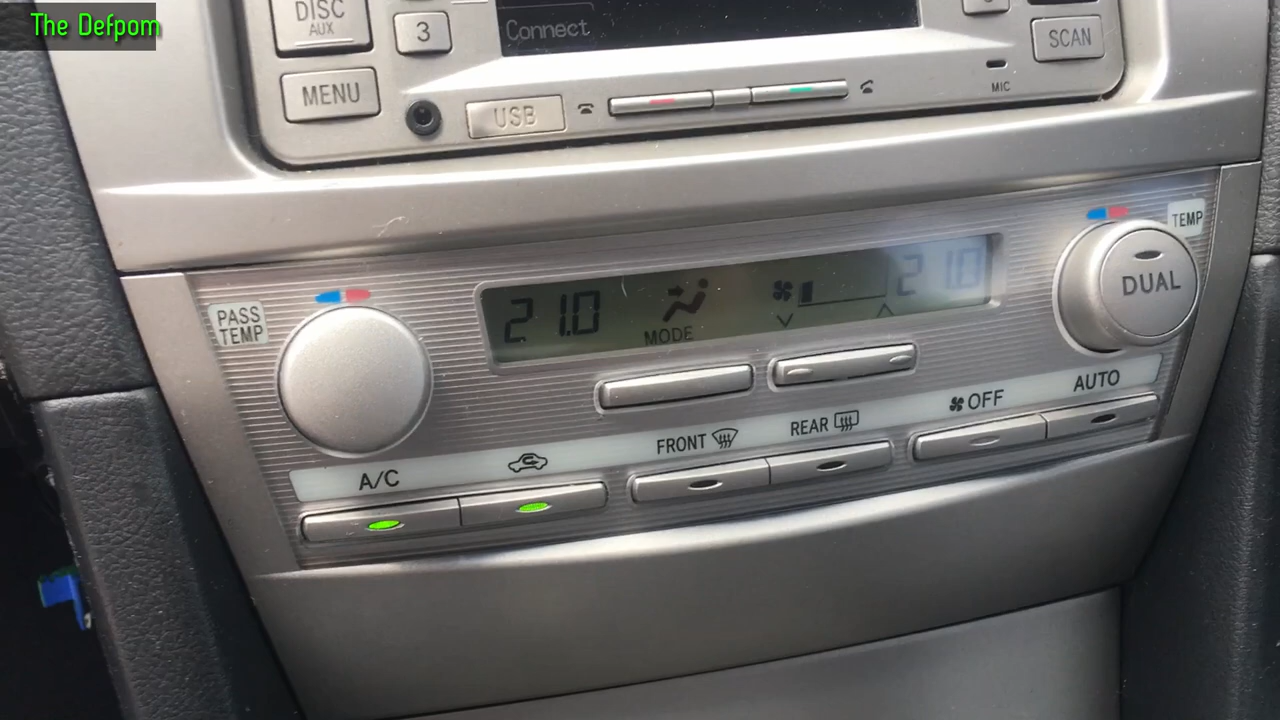 The Defpom
DISC
AUX
3
Connect
SCAN
MENU
USB
MIC
PASS
TEMP
21.0
MODE
21.0
TEMP
DUAL
A/C
FRONT
REAR
OFF
AUTO